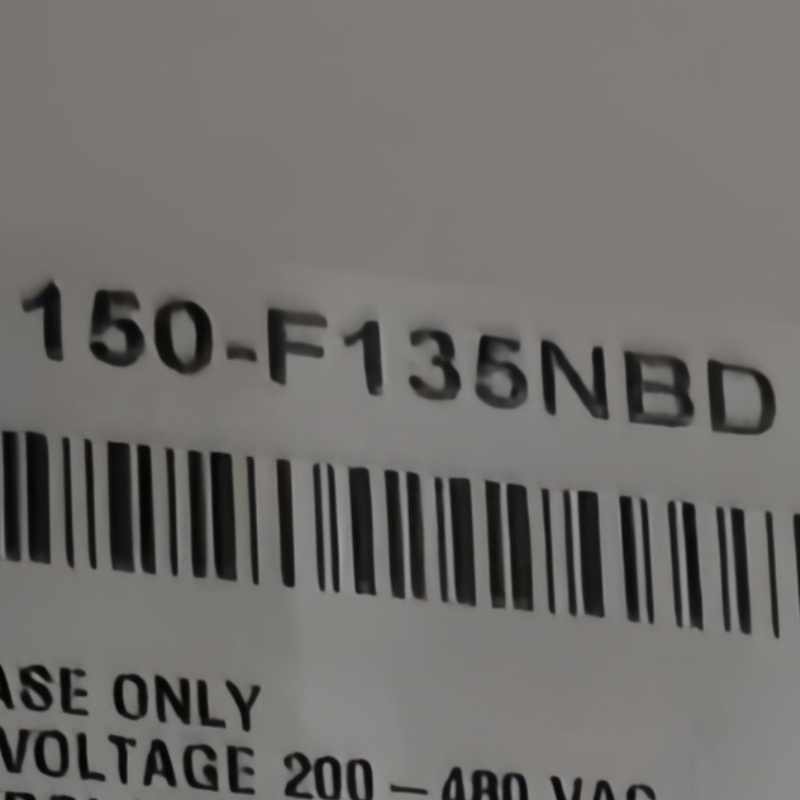 150-F135NBD
ASE ONLY
VOLTAGE 200 – 480 VAC